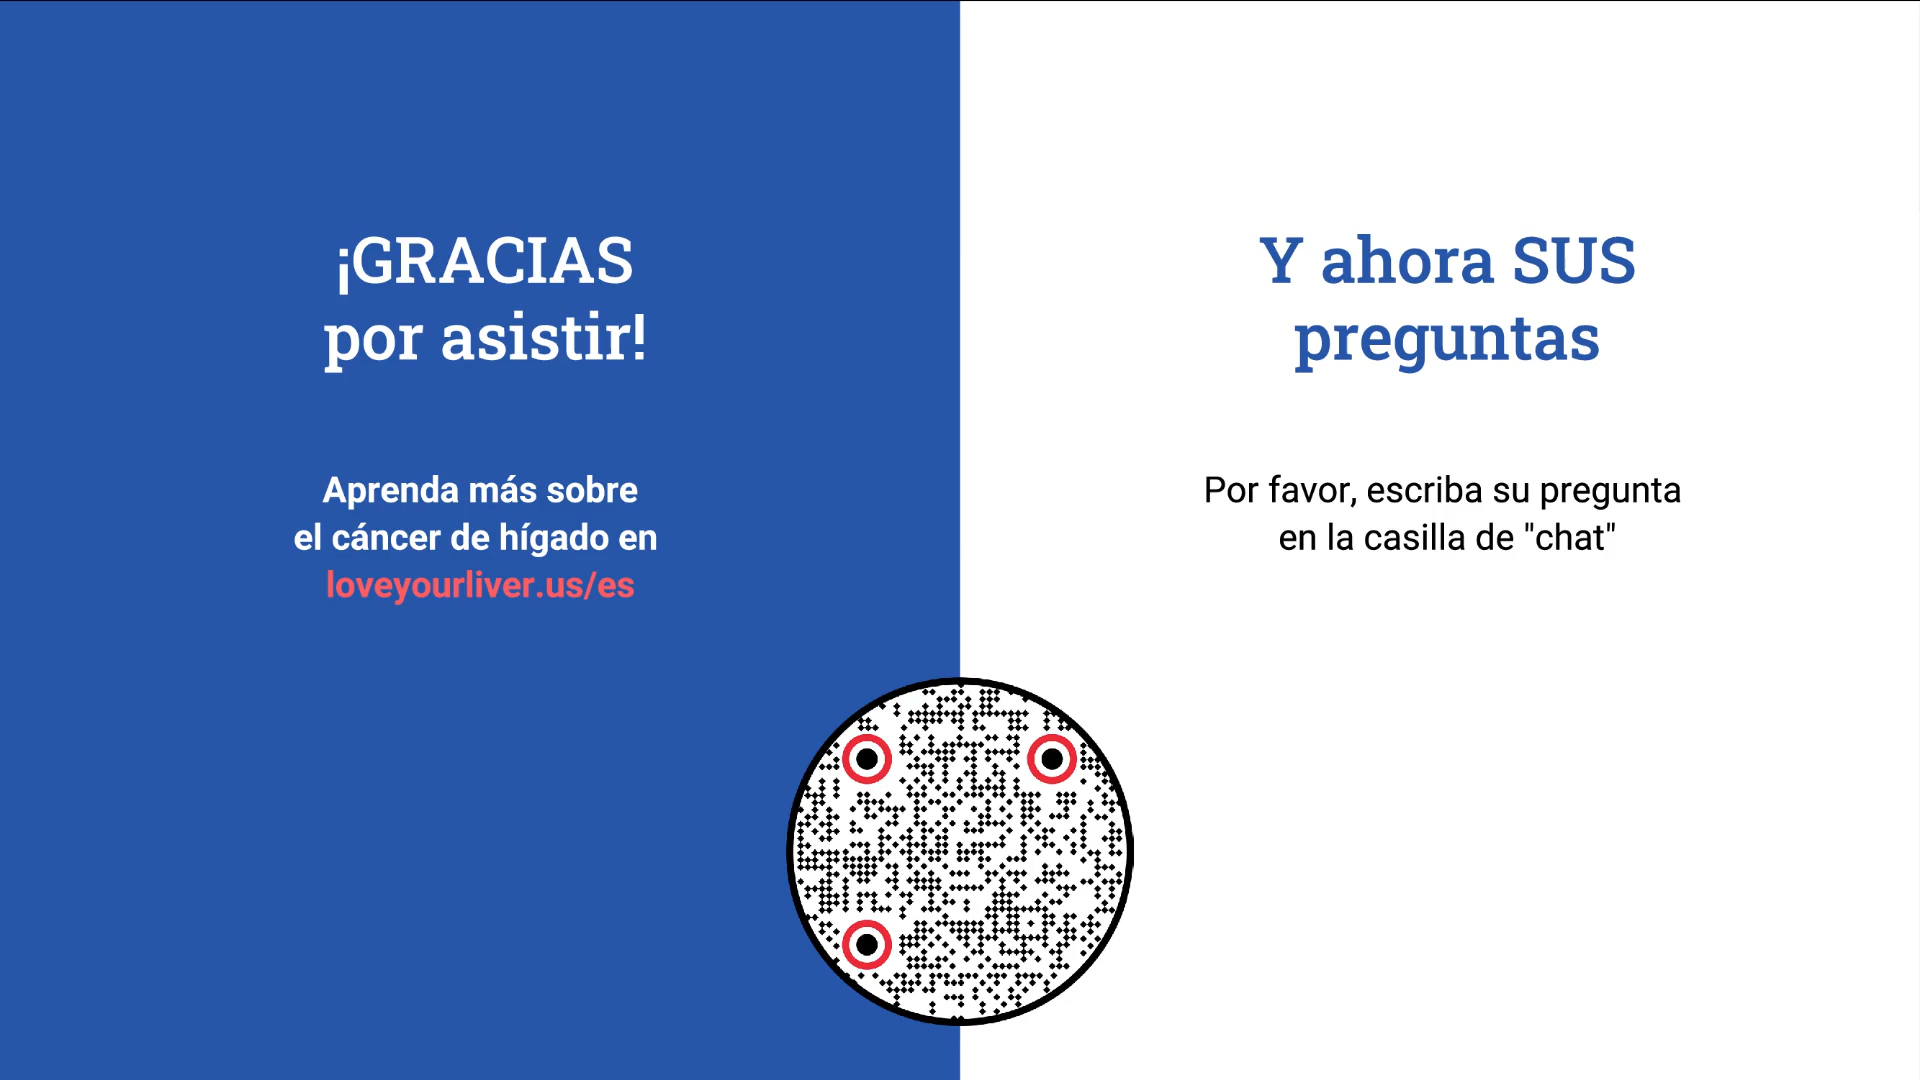 ¡GRACIAS
por asistir!
Aprenda más sobre
el cáncer de hígado en
loveyourliver.us/es
Y ahora SUS
preguntas
Por favor, escriba su pregunta
en la casilla de "chat"